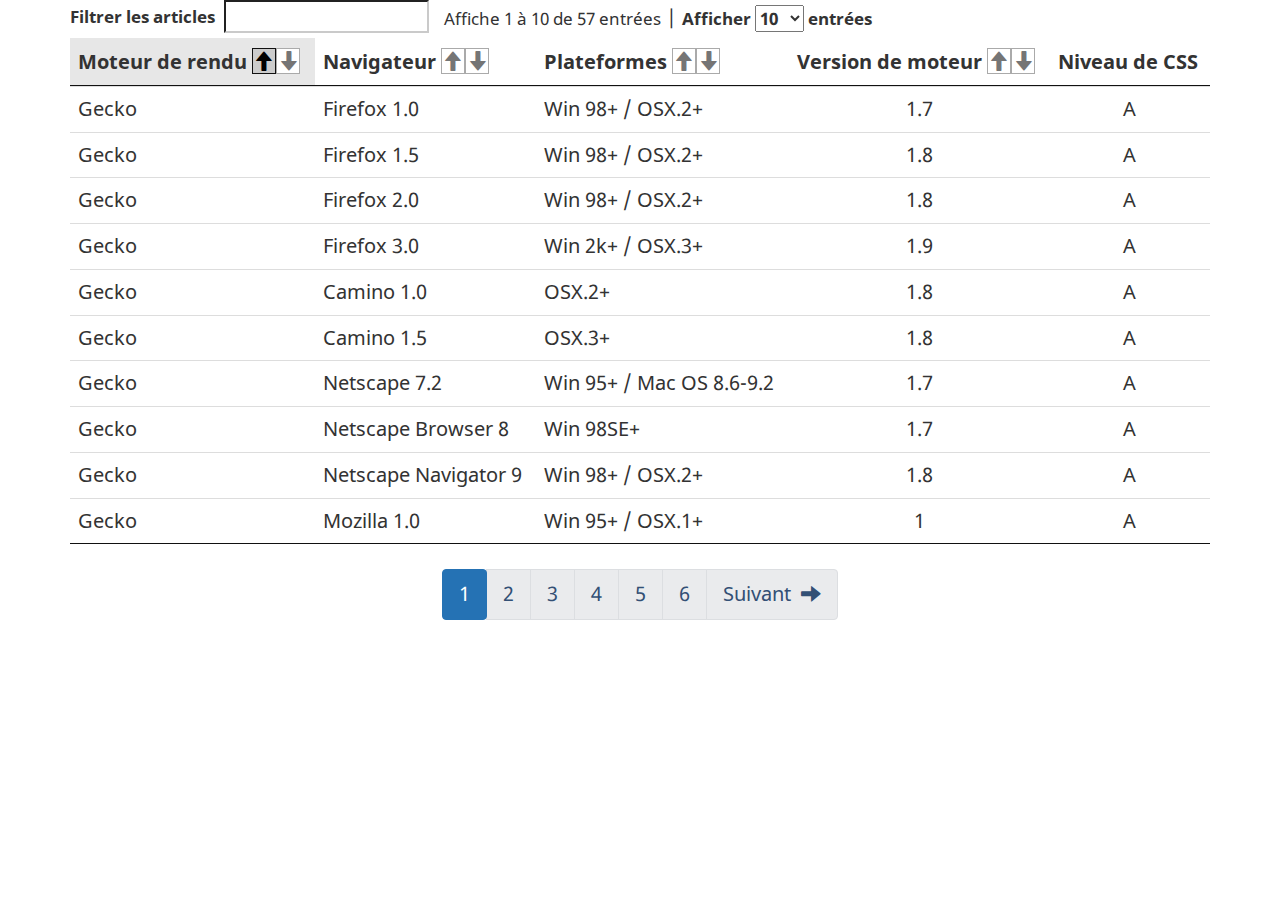 Filtrer les articles Affiche 1 à 10 de 57 entrées | Afficher 10 entrées
Moteur de rendu Navigateur Plateformes Version de moteur Niveau de CSS
Gecko Firefox 1.0 Win 98+ / OSX.2+ 1.7 A
Gecko Firefox 1.5 Win 98+ / OSX.2+ 1.8 A
Gecko Firefox 2.0 Win 98+ / OSX.2+ 1.8 A
Gecko Firefox 3.0 Win 2k+ / OSX.3+ 1.9 A
Gecko Camino 1.0 OSX.2+ 1.8 A
Gecko Camino 1.5 OSX.3+ 1.8 A
Gecko Netscape 7.2 Win 95+ / Mac OS 8.6-9.2 1.7 A
Gecko Netscape Browser 8 Win 98SE+ 1.7 A
Gecko Netscape Navigator 9 Win 98+ / OSX.2+ 1.8 A
Gecko Mozilla 1.0 Win 95+ / OSX.1+ 1 A
1 2 3 4 5 6 Suivant